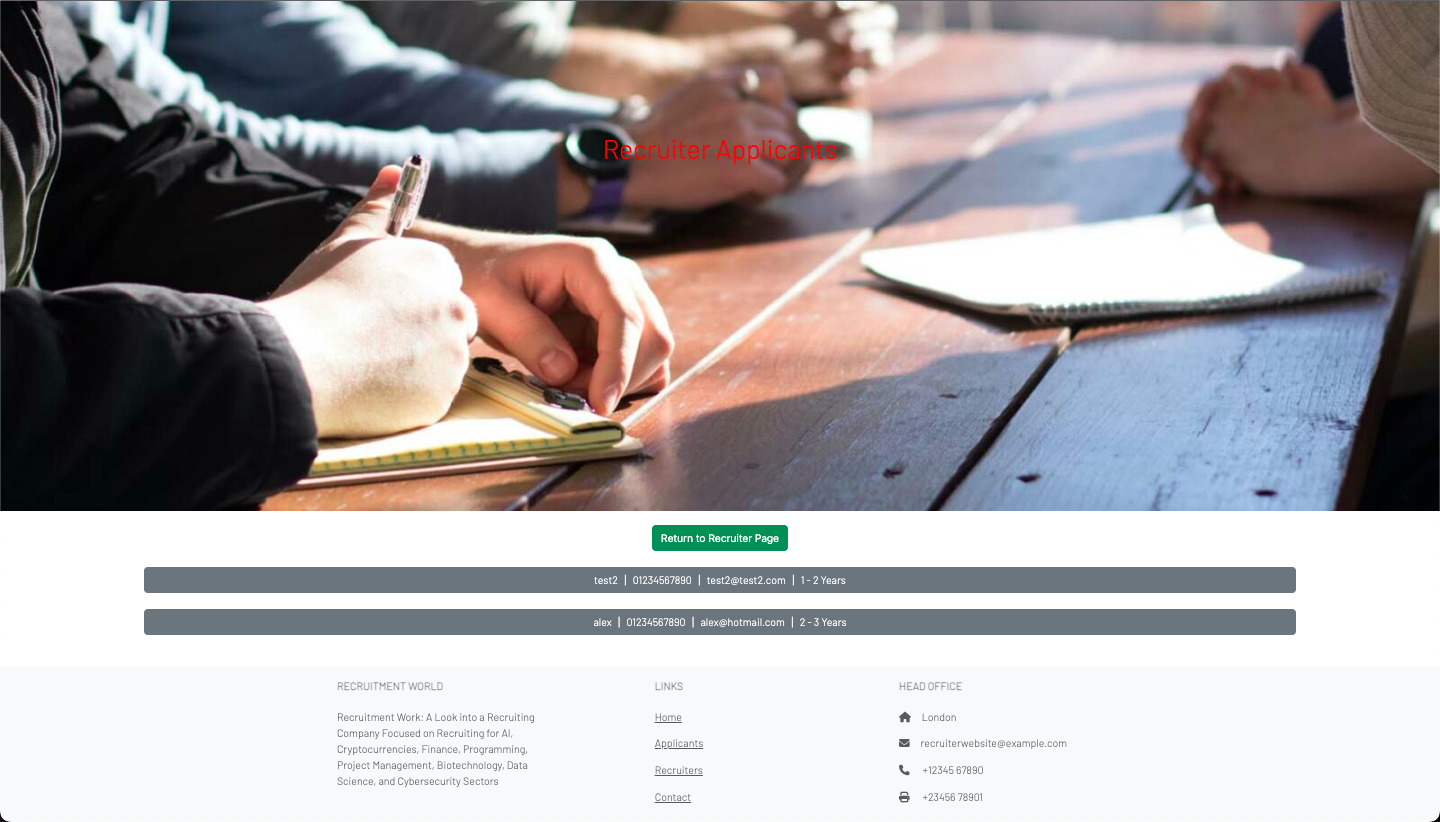 Recruiter Applicants
Return to Recruiter Page
test2 | 01234567890 | test2@test2.com | 1 - 2 Years
alex | 01234567890 | alex@hotmail.com | 2 - 3 Years
RECRUITMENT WORLD
Recruitment Work: A Look into a Recruiting
Company Focused on Recruiting for AI,
Cryptocurrencies, Finance, Programming,
Project Management, Biotechnology, Data
Science, and Cybersecurity Sectors
LINKS
Home
Applicants
Recruiters
Contact
HEAD OFFICE
London
recruiterwebsite@example.com
+12345 67890
+23456 78901